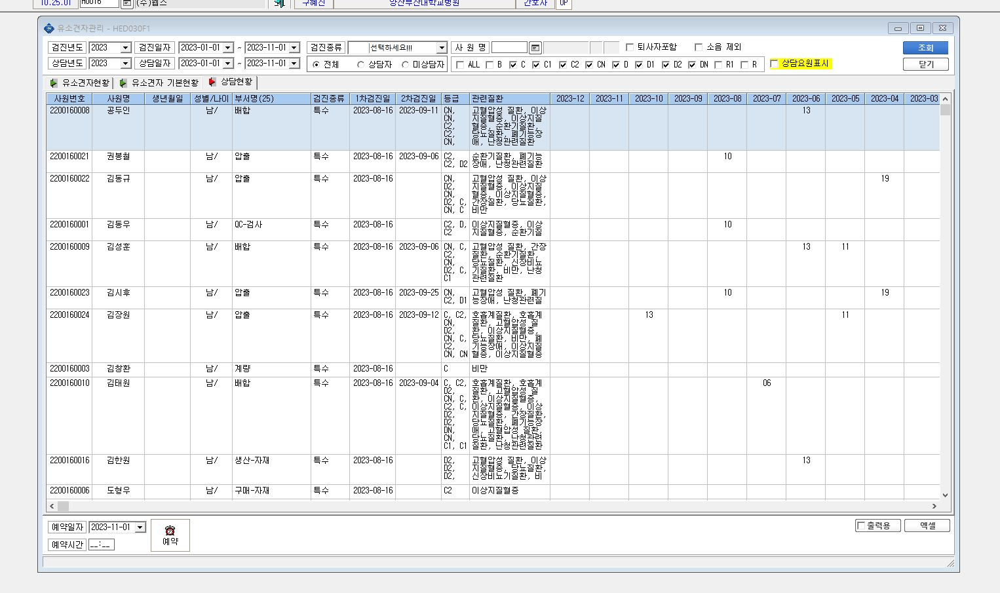 10.25.01 H0016 (주)웹스 구혜진 양산부산대학교병원 간호사 OP
유소견자관리 - HED030F1
검진년도 2023 검진일자 2023-01-01 ~ 2023-11-01 검진종류 선택하세요!!! 사 원 명 퇴사자포함 소음 제외 조회
상담년도 2023 상담일자 2023-01-01 ~ 2023-11-01 전체 상담자 미상담자 ALL B C C1 C2 CN D D1 D2 DN R1 R 상담요원표시 닫기
유소견자현황 유소견자 기본현황 상담현황
사원번호 사원명 생년월일 성별/나이 부서명(25) 검진종류 1차검진일 2차검진일 등급 관련질환 2023-12 2023-11 2023-10 2023-09 2023-08 2023-07 2023-06 2023-05 2023-04 2023-03
2200160008 공두인 남/ 배합 특수 2023-08-16 2023-09-11 CN, 고혈압성 질환, 이상 13
CN, 지질혈증, 이상지질
C2, 혈증, 순환기질환,
C2, 당뇨질환, 폐기능장
CN, 애, 난청관련질환
2200160021 권봉철 남/ 압출 특수 2023-08-16 2023-09-06 C2, 순환기질환, 폐기능 10
C2, D2 장애, 난청관련질환
2200160022 김동규 남/ 압출 특수 2023-08-16 CN, 고혈압성 질환, 이상 19
D2, 지질혈증, 이상지질
CN, 혈증, 이상지질혈증,
D2, C, 간장질환, 당뇨질환,
CN, C 비만
2200160001 김동우 남/ QC-검사 특수 2023-08-16 C2, D, 이상지질혈증, 이상 10
C2 지질혈증, 순환기질
2200160009 김성훈 남/ 배합 특수 2023-08-16 2023-09-06 CN, C, 고혈압성 질환, 간장 13 11
C2, 질환, 순환기질환,
CN, 당뇨질환, 신장비뇨
D2, C, 기질환, 비만, 난청
C1 관련질환
2200160023 김시후 남/ 압출 특수 2023-08-16 2023-09-25 CN, 고혈압성 질환, 폐기 10 19
C2, D1 능장애, 난청관련질
2200160024 김장원 남/ 압출 특수 2023-08-16 2023-09-12 C, C2, 호흡계질환, 호흡계 13 11
CN, 질환, 고혈압성 질
D2, 환, 이상지질혈증,
CN, C, 당뇨질환, 비만, 폐
C2, 기능장애, 이상지질
CN, CN 혈증, 이상지질혈증
2200160003 김창환 남/ 계량 특수 2023-08-16 C 비만
2200160010 김태원 남/ 배합 특수 2023-08-16 2023-09-04 C, C2, 호흡계질환, 호흡계 06
D2, 질환, 고혈압성 질
CN, C, 환, 이상지질혈증,
C2, C, 이상지질혈증, 이상
D2, 지질혈증, 간장질환,
D2, 당뇨질환, 폐기능장
DN, 애, 고혈압성 질환,
CN, 당뇨질환, 난청관련
C1, C1 질환, 난청관련질환
2200160016 김한원 남/ 생산-자재 특수 2023-08-16 D2, 고혈압성 질환, 이상 13
D2, 지질혈증, 당뇨질환,
D2, 신장비뇨기질환, 비
2200160006 도형우 남/ 구매-자재 특수 2023-08-16 C2 이상지질혈증
예약일자 2023-11-01 예약 출력용 엑셀
예약시간 __:__